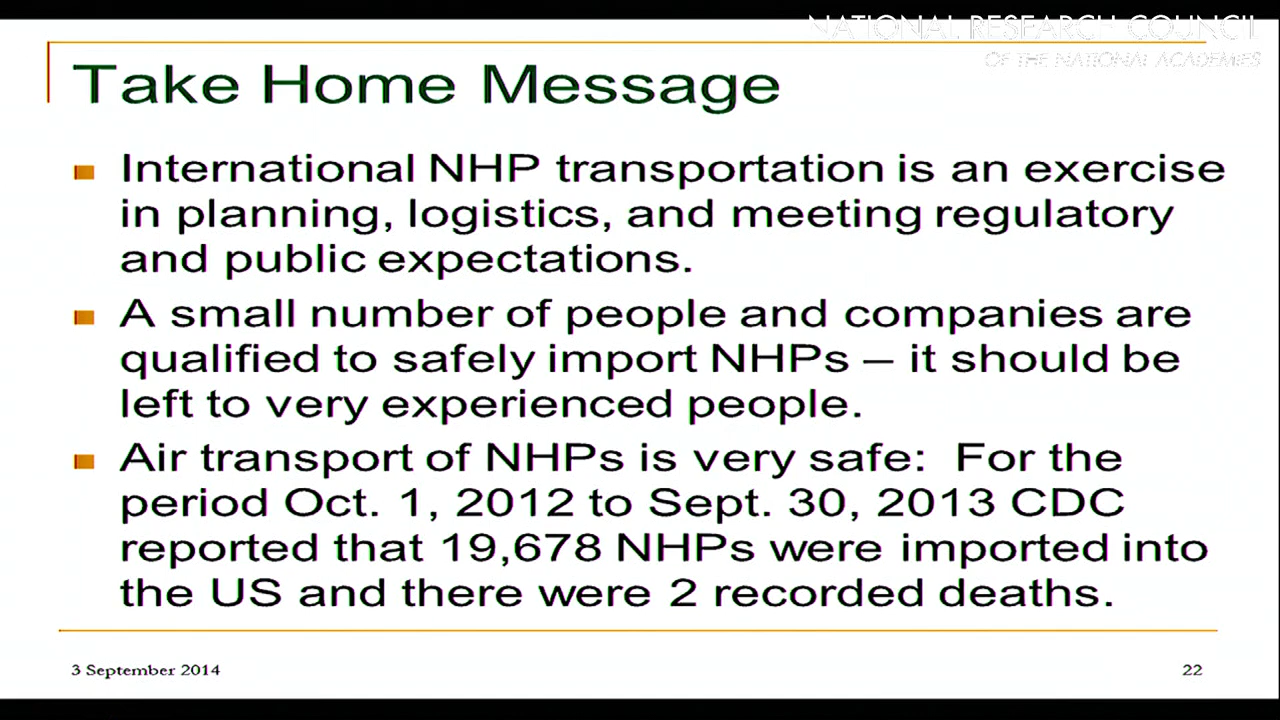 NATIONAL RESEARCH COUNCIL
OF THE NATIONAL ACADEMIES
Take Home Message
International NHP transportation is an exercise
in planning, logistics, and meeting regulatory
and public expectations.
A small number of people and companies are
qualified to safely import NHPs – it should be
left to very experienced people.
Air transport of NHPs is very safe:  For the
period Oct. 1, 2012 to Sept. 30, 2013 CDC
reported that 19,678 NHPs were imported into
the US and there were 2 recorded deaths.
3 September 2014
22